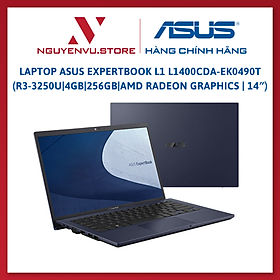 NGUYENVU.STORE
ASUS
HÀNG CHÍNH HÃNG
LAPTOP ASUS EXPERTBOOK L1 L1400CDA-EK0490T
(R3-3250U|4GB|256GB|AMD RADEON GRAPHICS | 14”)